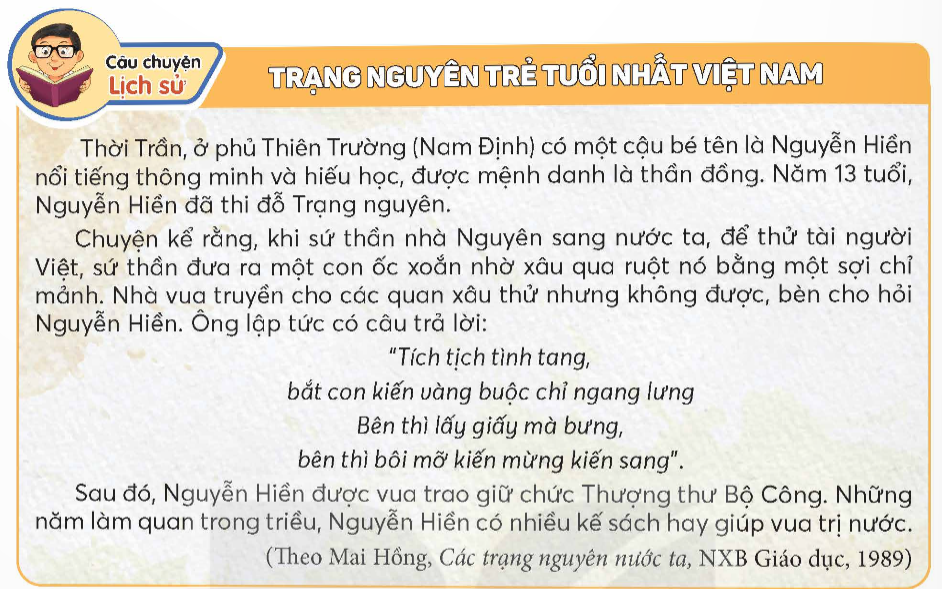 Câu chuyện
Lịch sử
TRẠNG NGUYÊN TRẺ TUỔI NHẤT VIỆT NAM
Thời Trần, ở phủ Thiên Trường (Nam Định) có một cậu bé tên là Nguyễn Hiền
nổi tiếng thông minh và hiếu học, được mệnh danh là thần đồng. Năm 13 tuổi,
Nguyễn Hiền đã thi đỗ Trạng nguyên.
Chuyện kể rằng, khi sứ thần nhà Nguyên sang nước ta, để thử tài người
Việt, sứ thần đưa ra một con ốc xoắn nhờ xâu qua ruột nó bằng một sợi chỉ
mảnh. Nhà vua truyền cho các quan xâu thử nhưng không được, bèn cho hỏi
Nguyễn Hiền. Ông lập tức có câu trả lời:
"Tích tịch tình tang,
bắt con kiến vàng buộc chỉ ngang lưng
Bên thì lấy giấy mà bưng,
bên thì bôi mỡ kiến mừng kiến sang".
Sau đó, Nguyễn Hiền được vua trao giữ chức Thượng thư Bộ Công. Những
năm làm quan trong triều, Nguyễn Hiền có nhiều kế sách hay giúp vua trị nước.
(Theo Mai Hồng, Các trạng nguyên nước ta, NXB Giáo dục, 1989)